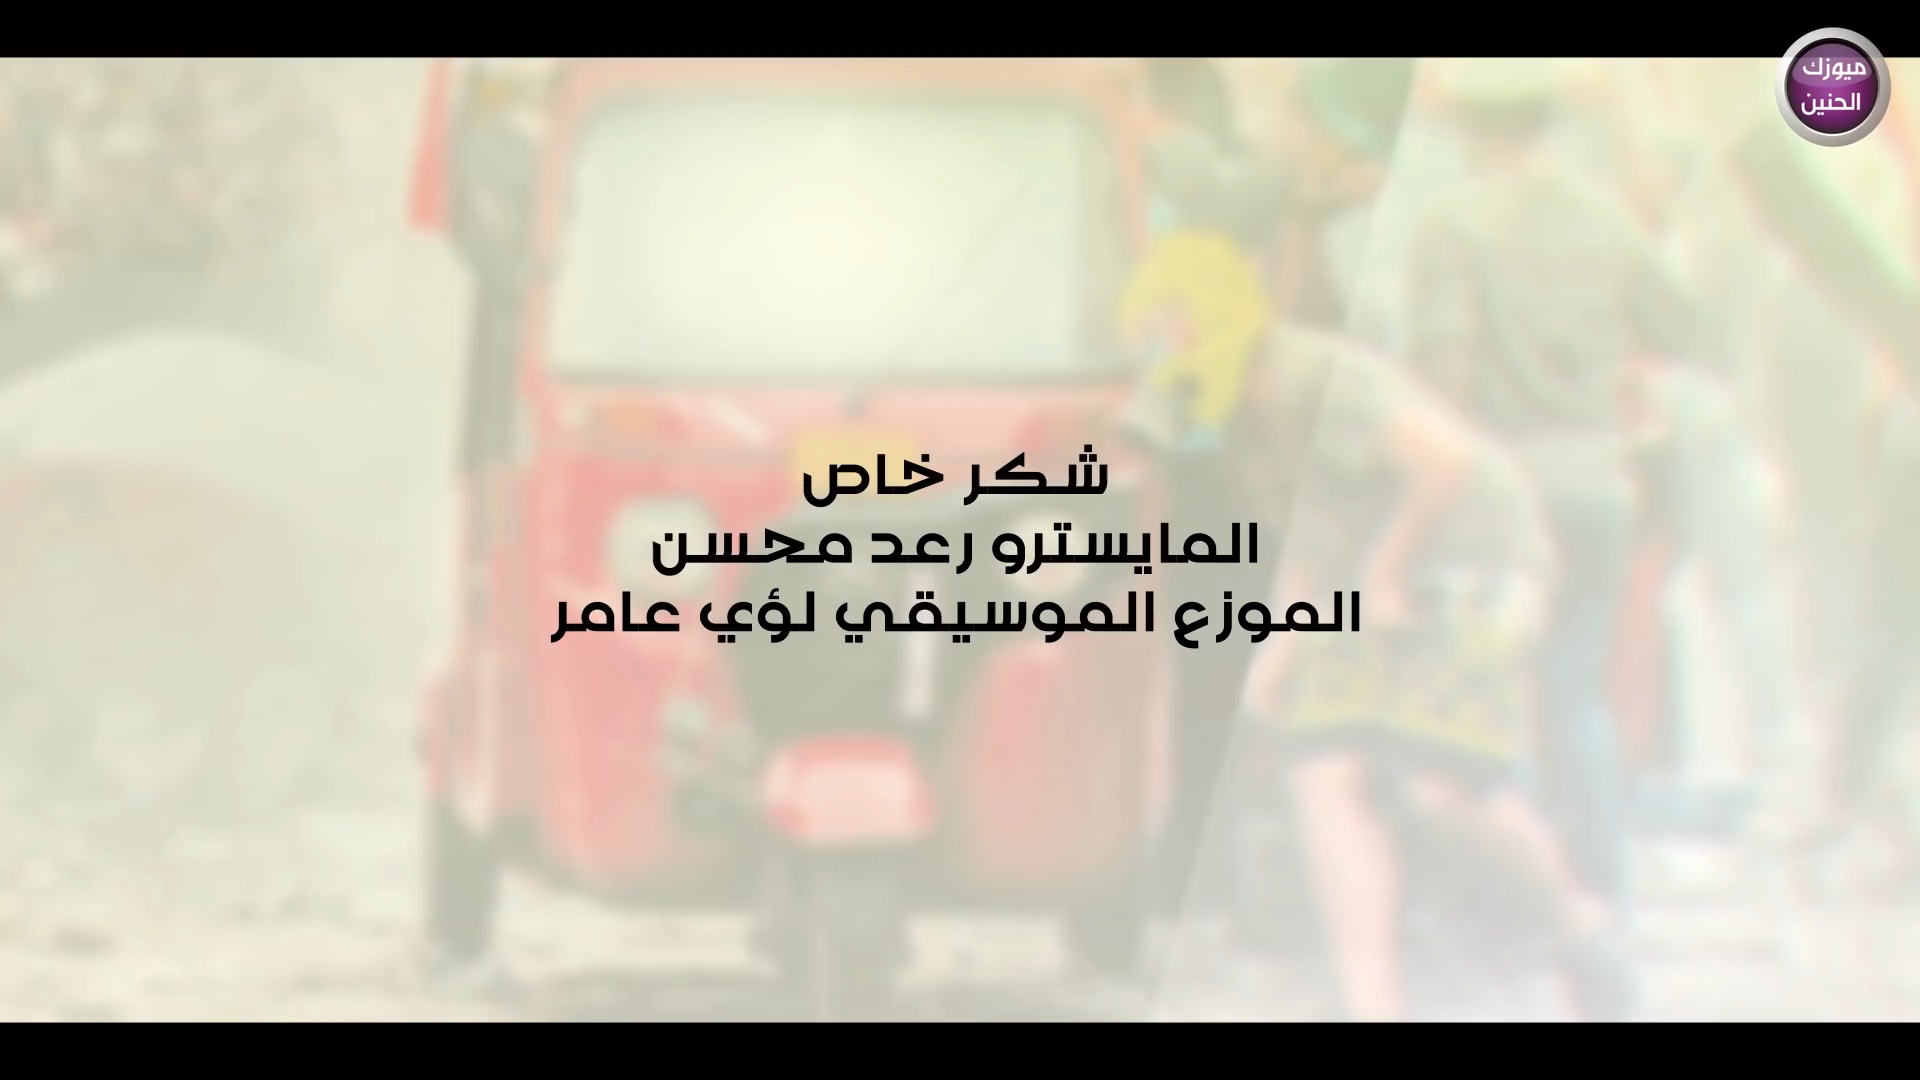 ميوزك
الحنين
شكر خاص
المايسترو رعد محسن
الموزع الموسيقي لؤي عامر